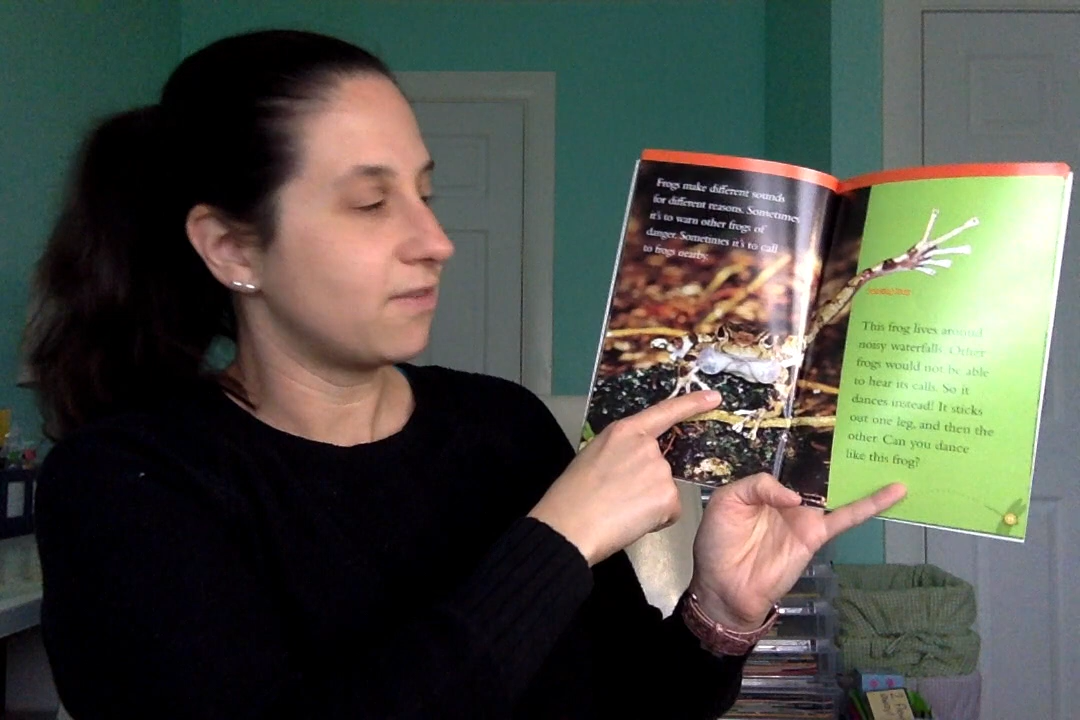 Frogs make different sounds
for different reasons. Sometimes
it's to warn other frogs of
danger. Sometimes it's to call
to frogs nearby.
This frog lives around
noisy waterfalls. Other
frogs would not be able
to hear its calls. So it
dances instead! It sticks
out one leg, and then the
other. Can you dance
like this frog?